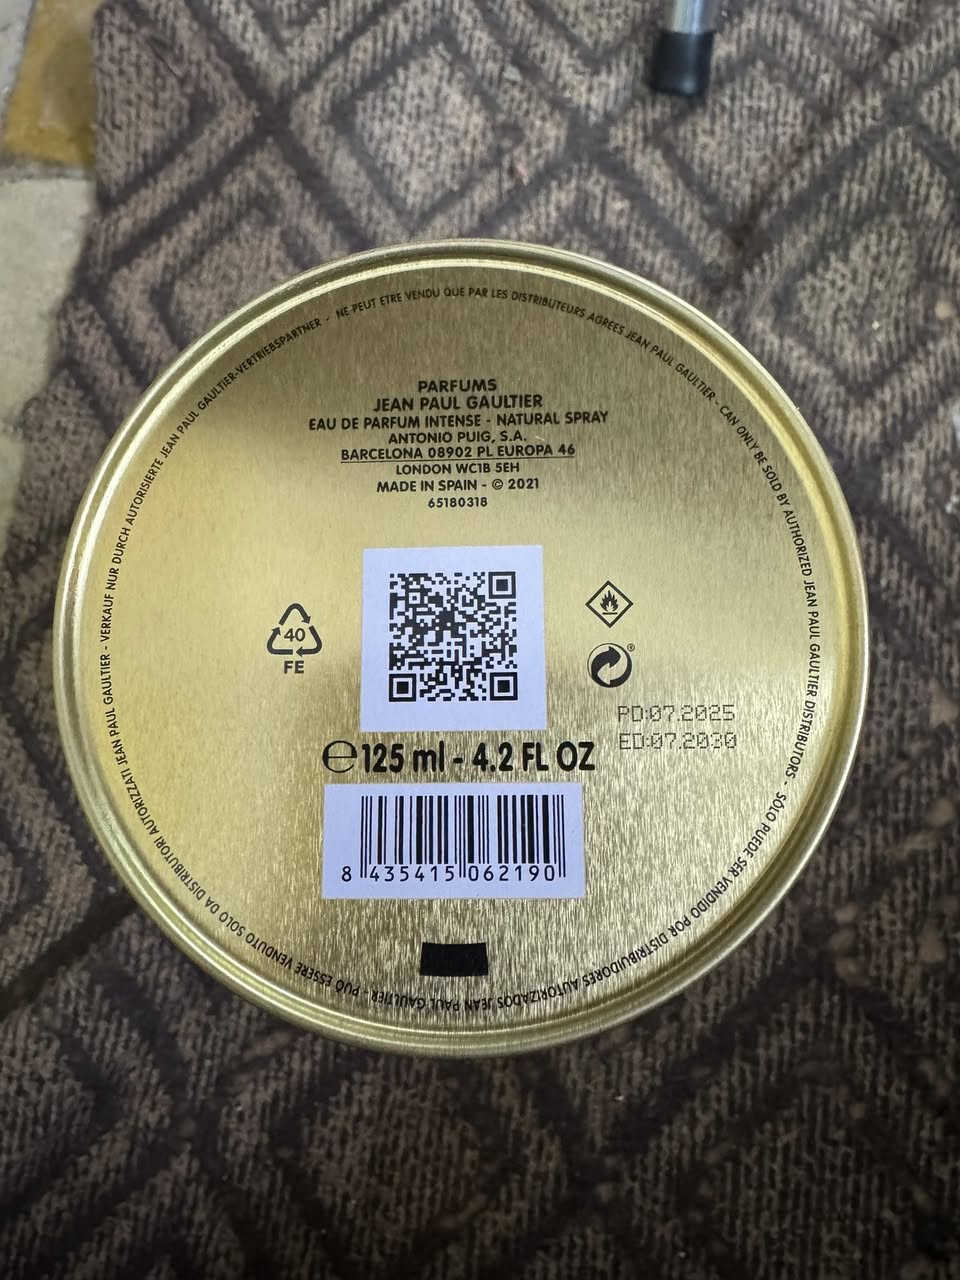 NE PEUT ETRE VENDU QUE PAR LES DISTRIBUTEURS AGREES JEAN PAUL GAULTIER - CAN ONLY BE SOLD BY AUTHORIZED JEAN PAUL GAULTIER DISTRIBUTORS - SÓLO PUEDE SER VENDIDO POR DISTRIBUIDORES AUTORIZADOS JEAN PAUL GAULTIER - PUÒ ESSERE VENDUTO SOLO DA DISTRIBUTORI AUTORIZZATI JEAN PAUL GAULTIER - VERKAUF NUR DURCH AUTORISIERTE JEAN PAUL GAULTIER-VERTRIEBSPARTNER -
PARFUMS
JEAN PAUL GAULTIER
EAU DE PARFUM INTENSE - NATURAL SPRAY
ANTONIO PUIG, S.A.
BARCELONA 08902 PL EUROPA 46
LONDON WC1B 5EH
MADE IN SPAIN - © 2021
65180318
40
FE
®
PD:07.2025
ED:07.2030
℮125 ml - 4.2 FL OZ
8 435415 062190